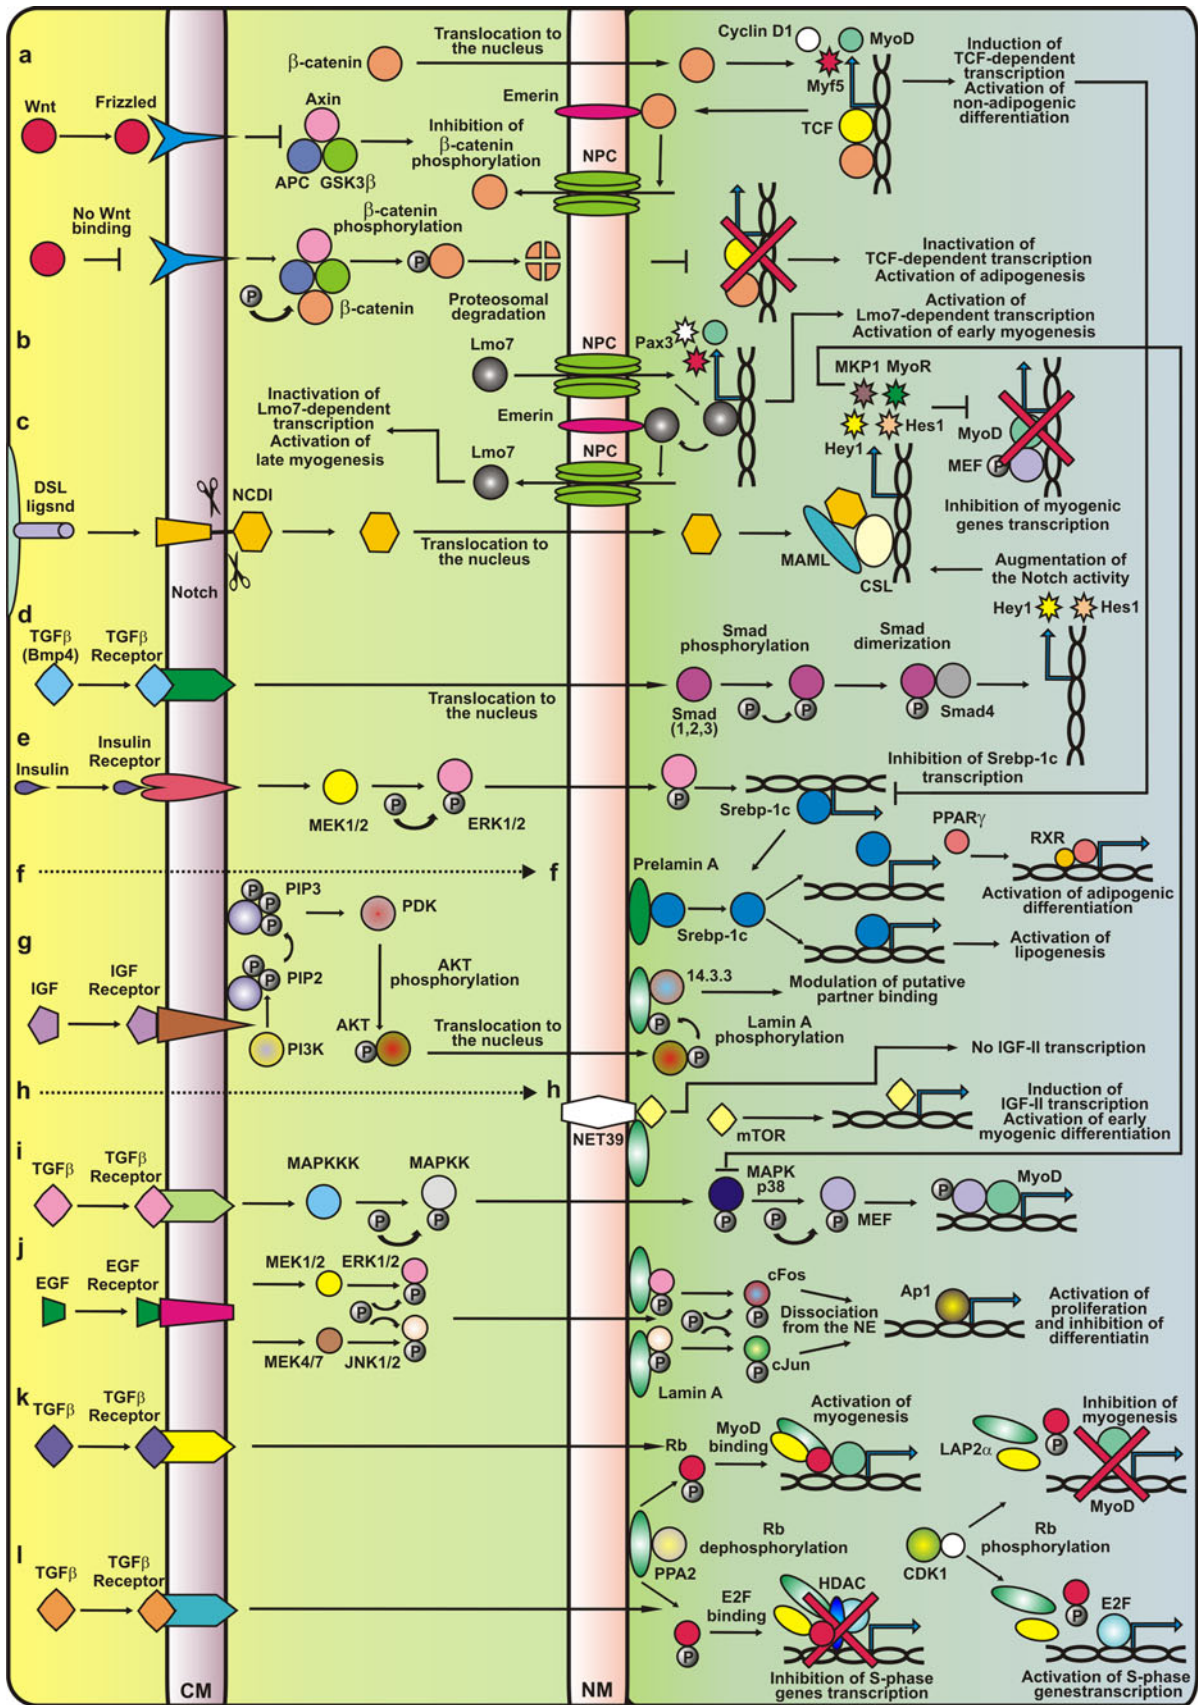 a
Wnt
Frizzled
β-catenin
Translocation to
the nucleus
Axin
APC
GSK3β
Inhibition of
β-catenin
phosphorylation
Emerin
NPC
Cyclin D1
MyoD
Myf5
TCF
Induction of
TCF-dependent
transcription
Activation of
non-adipogenic
differentiation
No Wnt
binding
β-catenin
phosphorylation
P
P
β-catenin
Proteosomal
degradation
Inactivation of
TCF-dependent transcription
Activation of adipogenesis
b
Lmo7
NPC
Pax3
Activation of
Lmo7-dependent transcription
Activation of early myogenesis
Inactivation of
Lmo7-dependent
transcription
Activation of
late myogenesis
Emerin
Lmo7
NPC
c
DSL
ligsnd
NCDI
Notch
Translocation to
the nucleus
MKP1
MyoR
Hey1
Hes1
MAML
CSL
MyoD
MEF
P
Inhibition of myogenic
genes transcription
Augmentation of
the Notch activity
Hey1
Hes1
d
TGFβ
(Bmp4)
TGFβ
Receptor
Translocation to
the nucleus
Smad
phosphorylation
Smad
dimerization
Smad
(1,2,3)
P
P
P
Smad4
e
Insulin
Insulin
Receptor
MEK1/2
P
P
ERK1/2
P
Srebp-1c
Inhibition of Srebp-1c
transcription
PPARγ
RXR
Activation of adipogenic
differentiation
f
f
Prelamin A
Srebp-1c
Activation of
lipogenesis
g
IGF
IGF
Receptor
P
P
P
PIP3
P
P
PIP2
PI3K
PDK
AKT
phosphorylation
AKT
P
Translocation to
the nucleus
14.3.3
P
Modulation of putative
partner binding
Lamin A
phosphorylation
P
h
h
NET39
No IGF-II transcription
mTOR
Induction of
IGF-II transcription
Activation of early
myogenic differentiation
i
TGFβ
TGFβ
Receptor
MAPKKK
MAPKK
P
P
MAPK
p38
P
P
P
MEF
P
MyoD
j
EGF
EGF
Receptor
MEK1/2
ERK1/2
P
P
P
MEK4/7
JNK1/2
P
P
P
Lamin A
cFos
P
Dissociation
from the NE
P
cJun
Ap1
Activation of
proliferation
and inhibition of
differentiatin
k
TGFβ
TGFβ
Receptor
Rb
P
MyoD
binding
Activation of
myogenesis
LAP2α
P
Inhibition of
myogenesis
MyoD
PPA2
Rb
dephosphorylation
CDK1
Rb
phosphorylation
l
TGFβ
TGFβ
Receptor
P
E2F
binding
HDAC
Inhibition of S-phase
genes transcription
P
E2F
Activation of S-phase
genestranscription
CM
NM